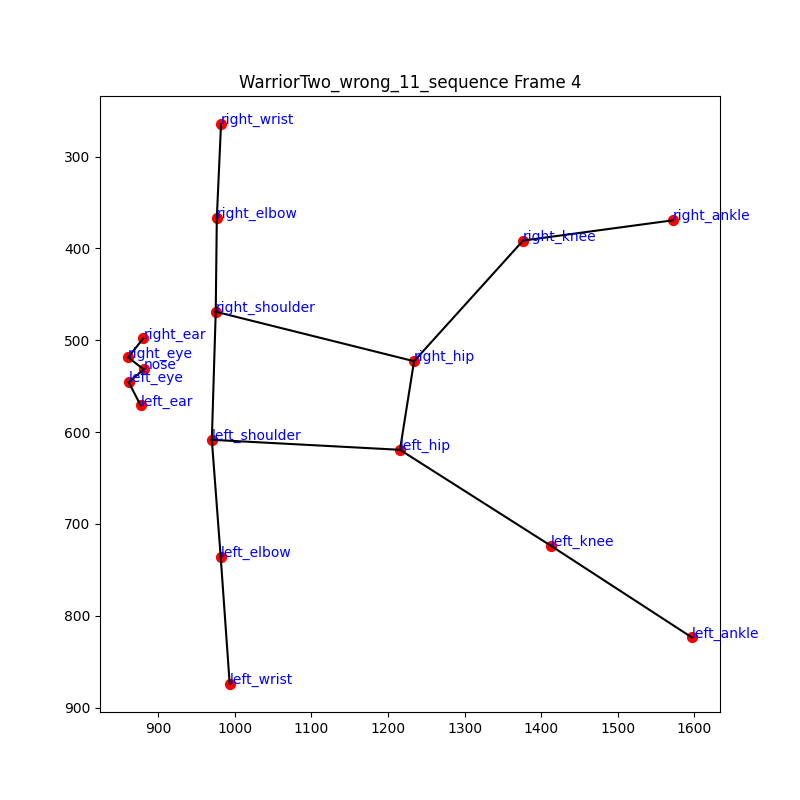 WarriorTwo_wrong_11_sequence Frame 4
right_wrist
right_elbow
right_ankle
right_knee
right_shoulder
right_ear
right_eye
right_hip
nose
left_eye
left_ear
left_shoulder
left_hip
left_knee
left_elbow
left_ankle
left_wrist
300
400
500
600
700
800
900
900 1000 1100 1200 1300 1400 1500 1600